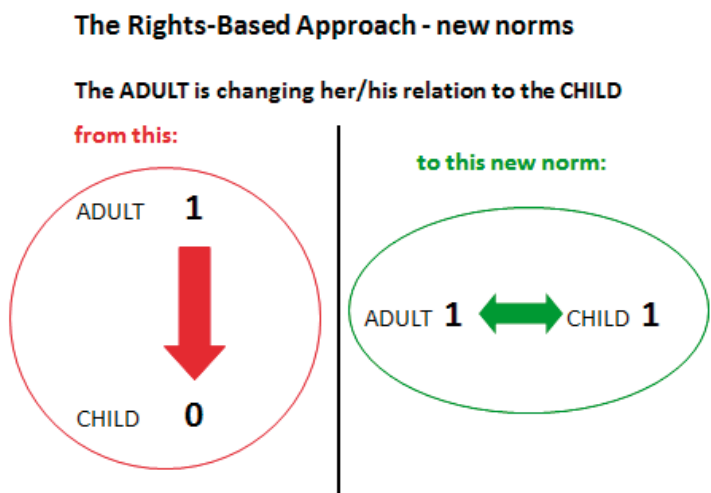 The Rights-Based Approach - new norms
The ADULT is changing her/his relation to the CHILD
from this:
ADULT 1
CHILD 0
to this new norm:
ADULT 1 CHILD 1